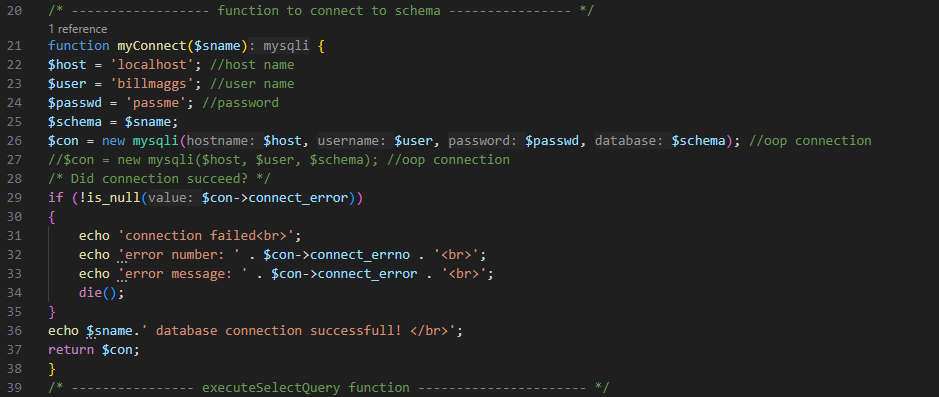 20 /* ------------------ function to connect to schema ---------------- */
1 reference
21 function myConnect($sname): mysqli {
22 $host = 'localhost'; //host name
23 $user = 'billmaggs'; //user name
24 $passwd = 'passme'; //password
25 $schema = $sname;
26 $con = new mysqli(hostname: $host, username: $user, password: $passwd, database: $schema); //oop connection
27 //$con = new mysqli($host, $user, $schema); //oop connection
28 /* Did connection succeed? */
29 if (!is_null(value: $con->connect_error))
30 {
31 echo 'connection failed<br>';
32 echo 'error number: ' . $con->connect_errno . '<br>';
33 echo 'error message: ' . $con->connect_error . '<br>';
34 die();
35 }
36 echo $sname.' database connection successfull! </br>';
37 return $con;
38 }
39 /* ---------------- executeSelectQuery function ---------------------- */